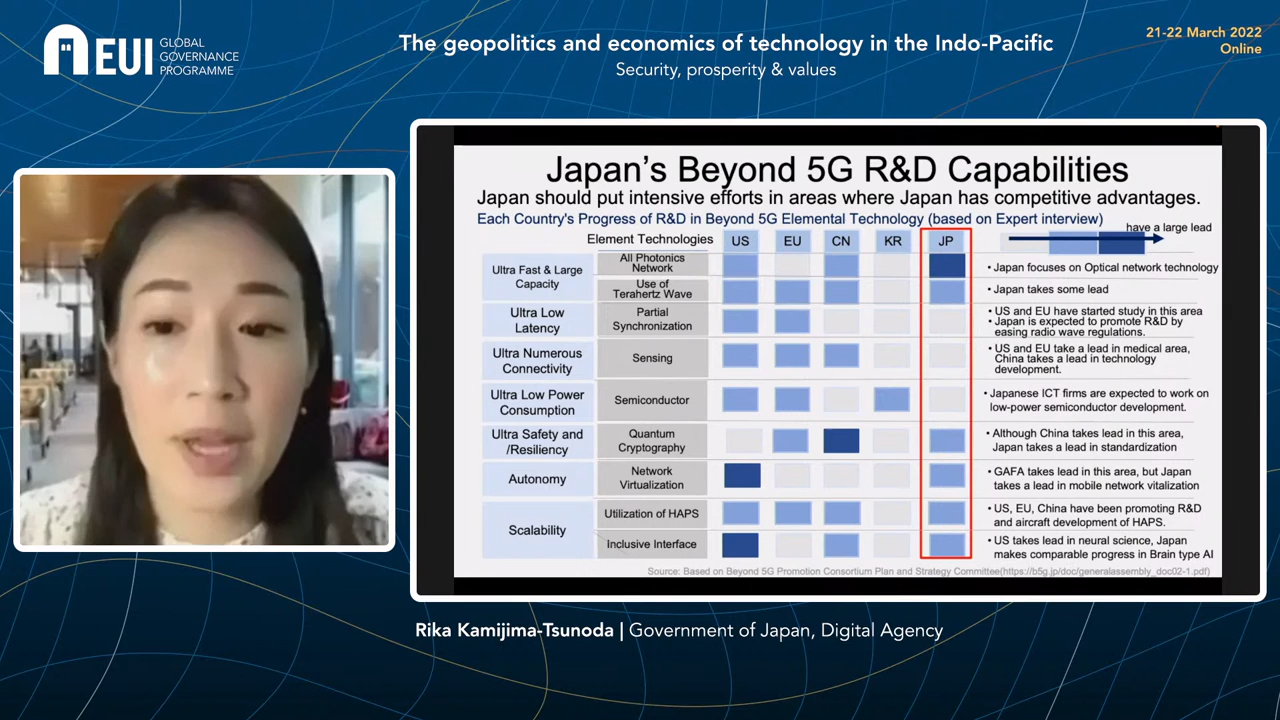 EUI
GLOBAL
GOVERNANCE
PROGRAMME
The geopolitics and economics of technology in the Indo-Pacific
Security, prosperity & values
21-22 March 2022
Online
Japan's Beyond 5G R&D Capabilities
Japan should put intensive efforts in areas where Japan has competitive advantages.
Each Country's Progress of R&D in Beyond 5G Elemental Technology (based on Expert interview)
have a large lead
Element Technologies US EU CN KR JP
Ultra Fast & Large
Capacity
All Photonics
Network
• Japan focuses on Optical network technology
Use of
Terahertz Wave
• Japan takes some lead
Ultra Low
Latency
Partial
Synchronization
• US and EU have started study in this area
• Japan is expected to promote R&D by
easing radio wave regulations.
Ultra Numerous
Connectivity
Sensing
• US and EU take a lead in medical area,
China takes a lead in technology
development.
Ultra Low Power
Consumption
Semiconductor
• Japanese ICT firms are expected to work on
low-power semiconductor development.
Ultra Safety and
/Resiliency
Quantum
Cryptography
• Although China takes lead in this area,
Japan takes a lead in standardization
Autonomy
Network
Virtualization
• GAFA takes lead in this area, but Japan
takes a lead in mobile network vitalization
Scalability
Utilization of HAPS
• US, EU, China have been promoting R&D
and aircraft development of HAPS.
Inclusive Interface
• US takes lead in neural science, Japan
makes comparable progress in Brain type AI
Source: Based on Beyond 5G Promotion Consortium Plan and Strategy Committee(https://b5g.jp/doc/generalassembly_doc02-1.pdf)
Rika Kamijima-Tsunoda | Government of Japan, Digital Agency